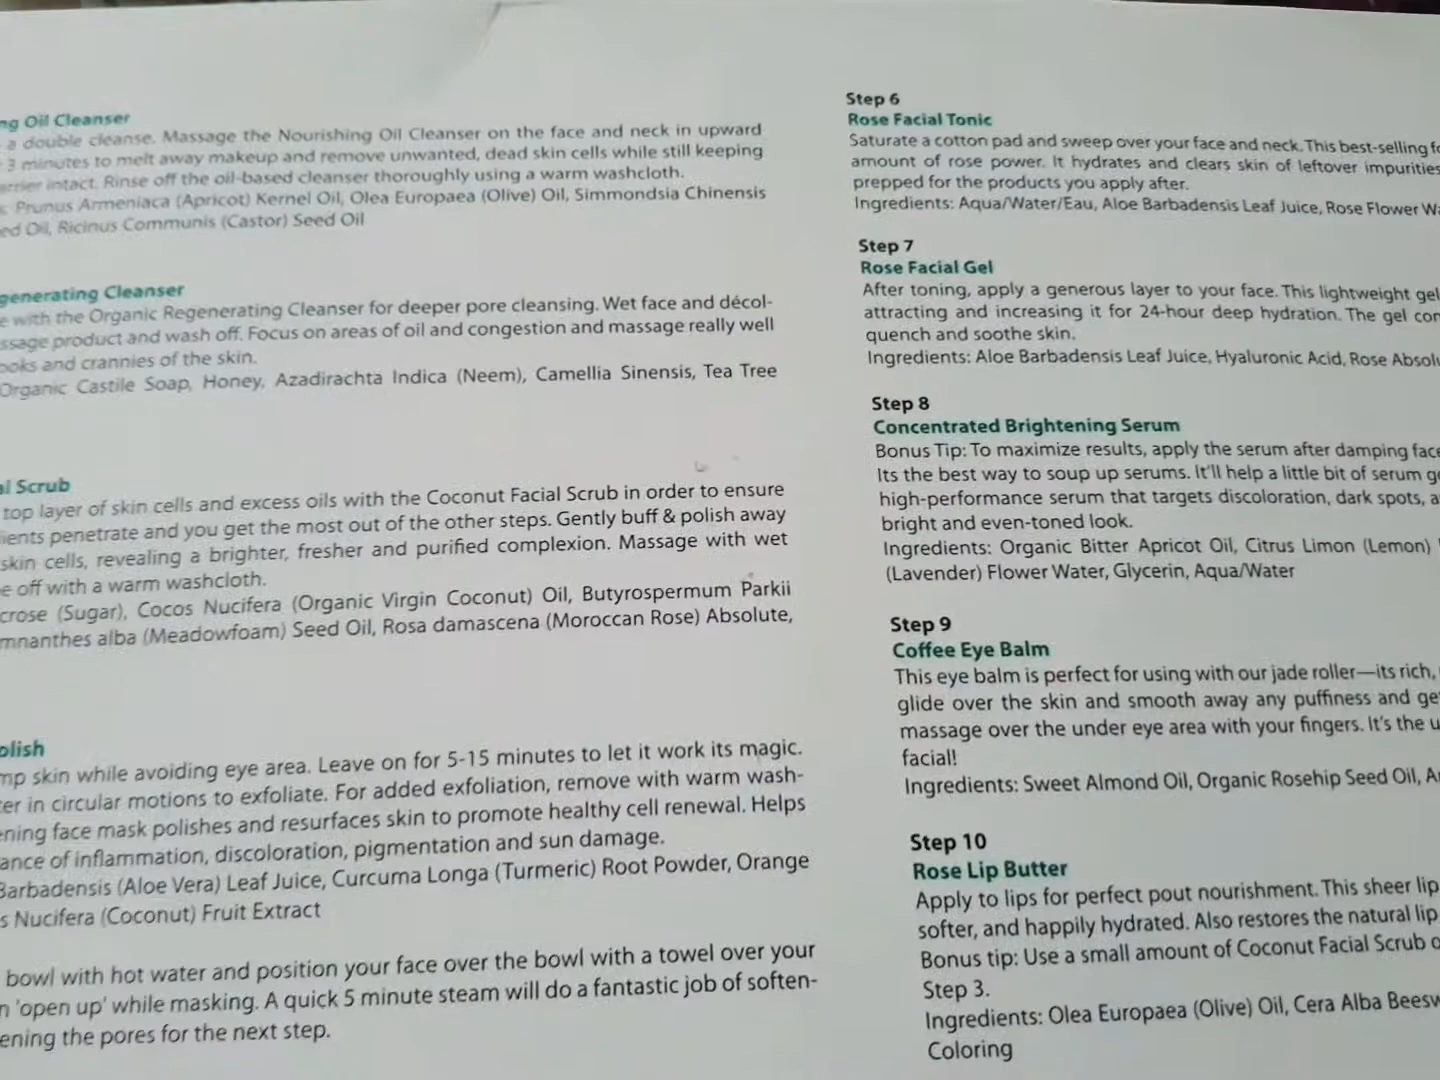 Oil Cleanser
a double cleanse. Massage the Nourishing Oil Cleanser on the face and neck in upward
3 minutes to melt away makeup and remove unwanted, dead skin cells while still keeping
intact. Rinse off the oil-based cleanser thoroughly using a warm washcloth.
Prunus Armeniaca (Apricot) Kernel Oil, Olea Europaea (Olive) Oil, Simmondsia Chinensis
Oil, Ricinus Communis (Castor) Seed Oil
generating Cleanser
with the Organic Regenerating Cleanser for deeper pore cleansing. Wet face and décol-
ssage product and wash off. Focus on areas of oil and congestion and massage really well
ooks and crannies of the skin.
Organic Castile Soap, Honey, Azadirachta Indica (Neem), Camellia Sinensis, Tea Tree
al Scrub
top layer of skin cells and excess oils with the Coconut Facial Scrub in order to ensure
ients penetrate and you get the most out of the other steps. Gently buff & polish away
skin cells, revealing a brighter, fresher and purified complexion. Massage with wet
e off with a warm washcloth.
crose (Sugar), Cocos Nucifera (Organic Virgin Coconut) Oil, Butyrospermum Parkii
mnanthes alba (Meadowfoam) Seed Oil, Rosa damascena (Moroccan Rose) Absolute,
olish
mp skin while avoiding eye area. Leave on for 5-15 minutes to let it work its magic.
er in circular motions to exfoliate. For added exfoliation, remove with warm wash-
ening face mask polishes and resurfaces skin to promote healthy cell renewal. Helps
ance of inflammation, discoloration, pigmentation and sun damage.
Barbadensis (Aloe Vera) Leaf Juice, Curcuma Longa (Turmeric) Root Powder, Orange
s Nucifera (Coconut) Fruit Extract
bowl with hot water and position your face over the bowl with a towel over your
n 'open up' while masking. A quick 5 minute steam will do a fantastic job of soften-
ening the pores for the next step.
Step 6
Rose Facial Tonic
Saturate a cotton pad and sweep over your face and neck. This best-selling
amount of rose power. It hydrates and clears skin of leftover impurities
prepped for the products you apply after.
Ingredients: Aqua/Water/Eau, Aloe Barbadensis Leaf Juice, Rose Flower
Step 7
Rose Facial Gel
After toning, apply a generous layer to your face. This lightweight gel
attracting and increasing it for 24-hour deep hydration. The gel
quench and soothe skin.
Ingredients: Aloe Barbadensis Leaf Juice, Hyaluronic Acid, Rose Absolu
Step 8
Concentrated Brightening Serum
Bonus Tip: To maximize results, apply the serum after damping face
Its the best way to soup up serums. It'll help a little bit of serum
high-performance serum that targets discoloration, dark spots,
bright and even-toned look.
Ingredients: Organic Bitter Apricot Oil, Citrus Limon (Lemon)
(Lavender) Flower Water, Glycerin, Aqua/Water
Step 9
Coffee Eye Balm
This eye balm is perfect for using with our jade roller—its rich,
glide over the skin and smooth away any puffiness and ge
massage over the under eye area with your fingers. It's the u
facial!
Ingredients: Sweet Almond Oil, Organic Rosehip Seed Oil,
Step 10
Rose Lip Butter
Apply to lips for perfect pout nourishment. This sheer lip
softer, and happily hydrated. Also restores the natural lip
Bonus tip: Use a small amount of Coconut Facial Scrub
Step 3.
Ingredients: Olea Europaea (Olive) Oil, Cera Alba Beesw
Coloring